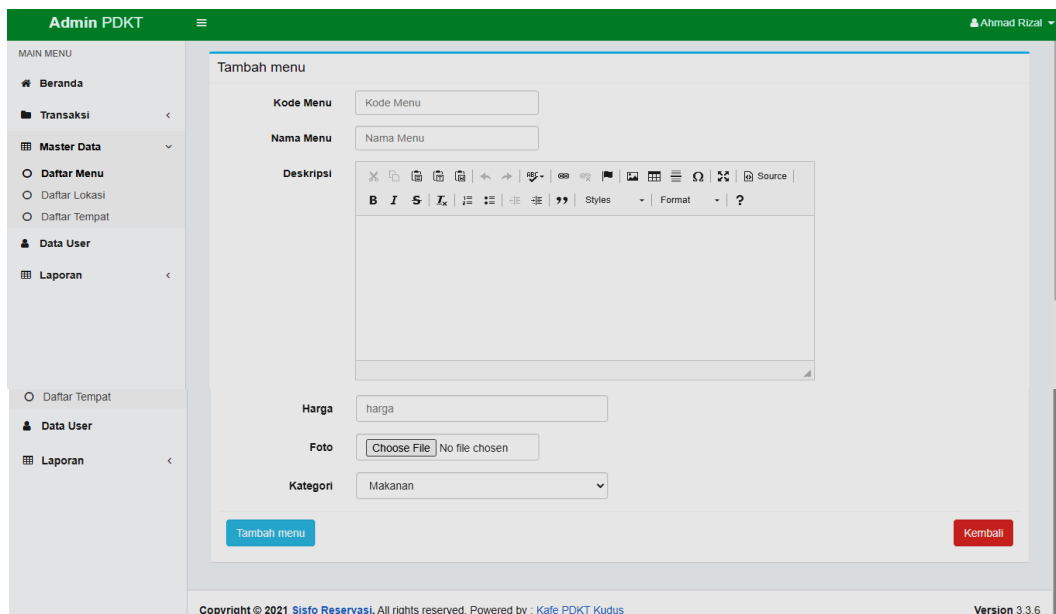 Admin PDKT
Ahmad Rizal
MAIN MENU
Beranda
Transaksi
Master Data
Daftar Menu
Daftar Lokasi
Daftar Tempat
Data User
Laporan
Tambah menu
Kode Menu Kode Menu
Nama Menu Nama Menu
Deskripsi
ABC Source
B I S Ix Styles Format ?
Daftar Tempat
Data User
Laporan
Harga harga
Foto Choose File No file chosen
Kategori Makanan
Tambah menu Kembali
Copyright © 2021 Sisfo Reservasi. All rights reserved. Powered by : Kafe PDKT Kudus Version 3.3.6